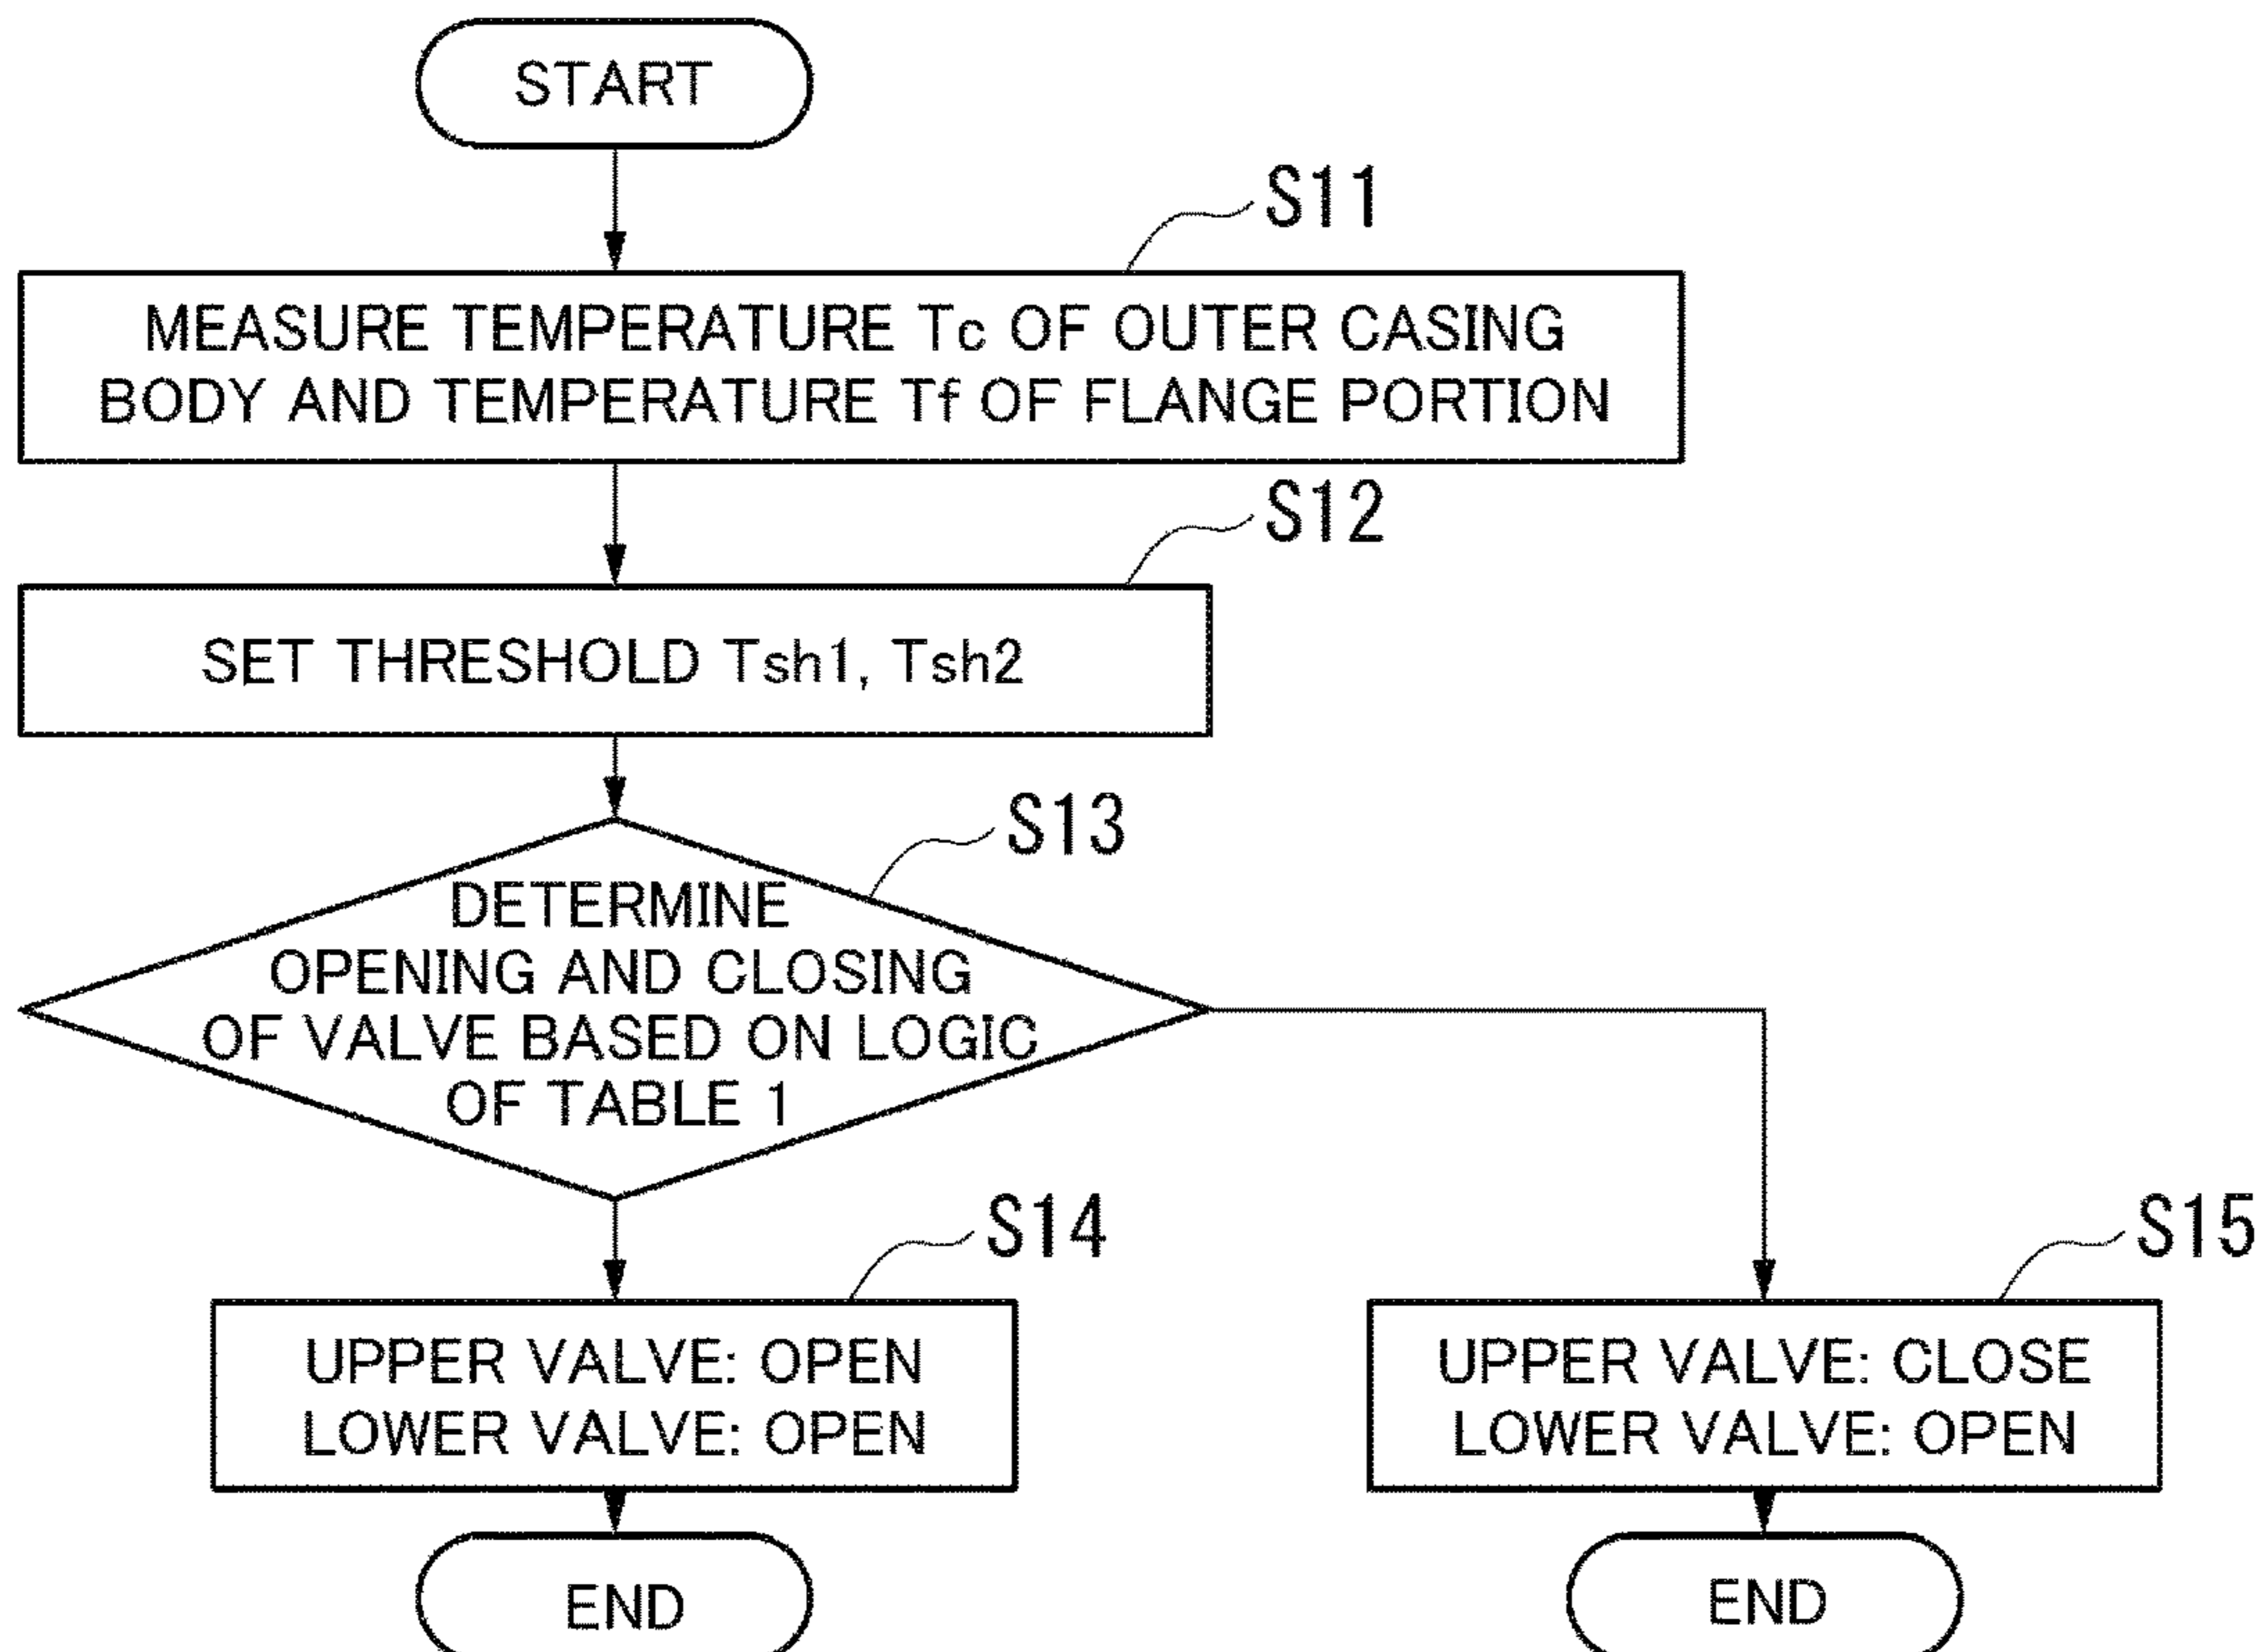 START
S11
MEASURE TEMPERATURE Tc OF OUTER CASING
BODY AND TEMPERATURE Tf OF FLANGE PORTION
S12
SET THRESHOLD Tsh1, Tsh2
S13
DETERMINE
OPENING AND CLOSING
OF VALVE BASED ON LOGIC
OF TABLE 1
S14
UPPER VALVE: OPEN
LOWER VALVE: OPEN
END
S15
UPPER VALVE: CLOSE
LOWER VALVE: OPEN
END